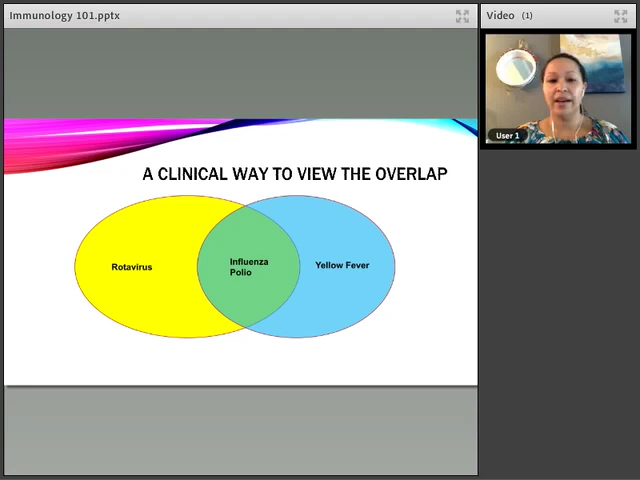 Immunology 101.pptx
Video (1)
User 1
A CLINICAL WAY TO VIEW THE OVERLAP
Rotavirus
Influenza
Polio
Yellow Fever